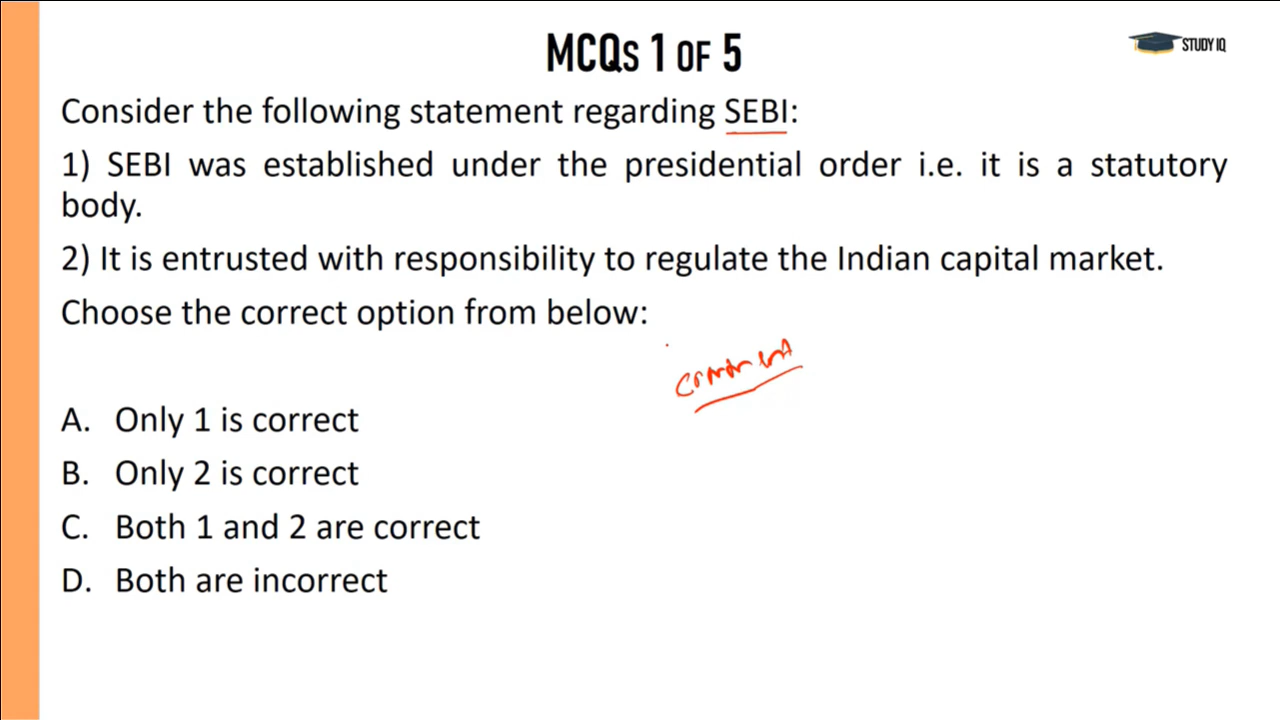 MCQs 1 OF 5
STUDY IQ
Consider the following statement regarding SEBI:
1) SEBI was established under the presidential order i.e. it is a statutory
body.
2) It is entrusted with responsibility to regulate the Indian capital market.
Choose the correct option from below:
A. Only 1 is correct
B. Only 2 is correct
C. Both 1 and 2 are correct
D. Both are incorrect